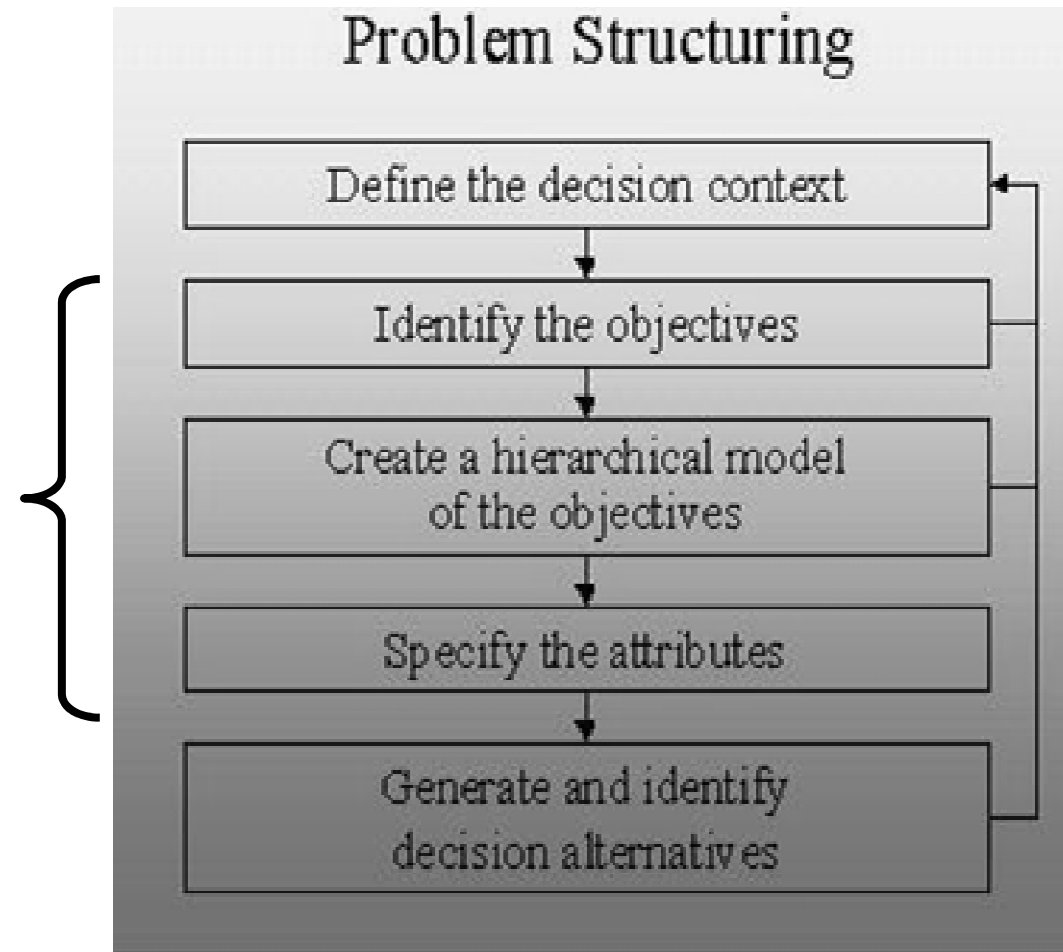 Problem Structuring
Define the decision context
Identify the objectives
Create a hierarchical model
of the objectives
Specify the attributes
Generate and identify
decision alternatives